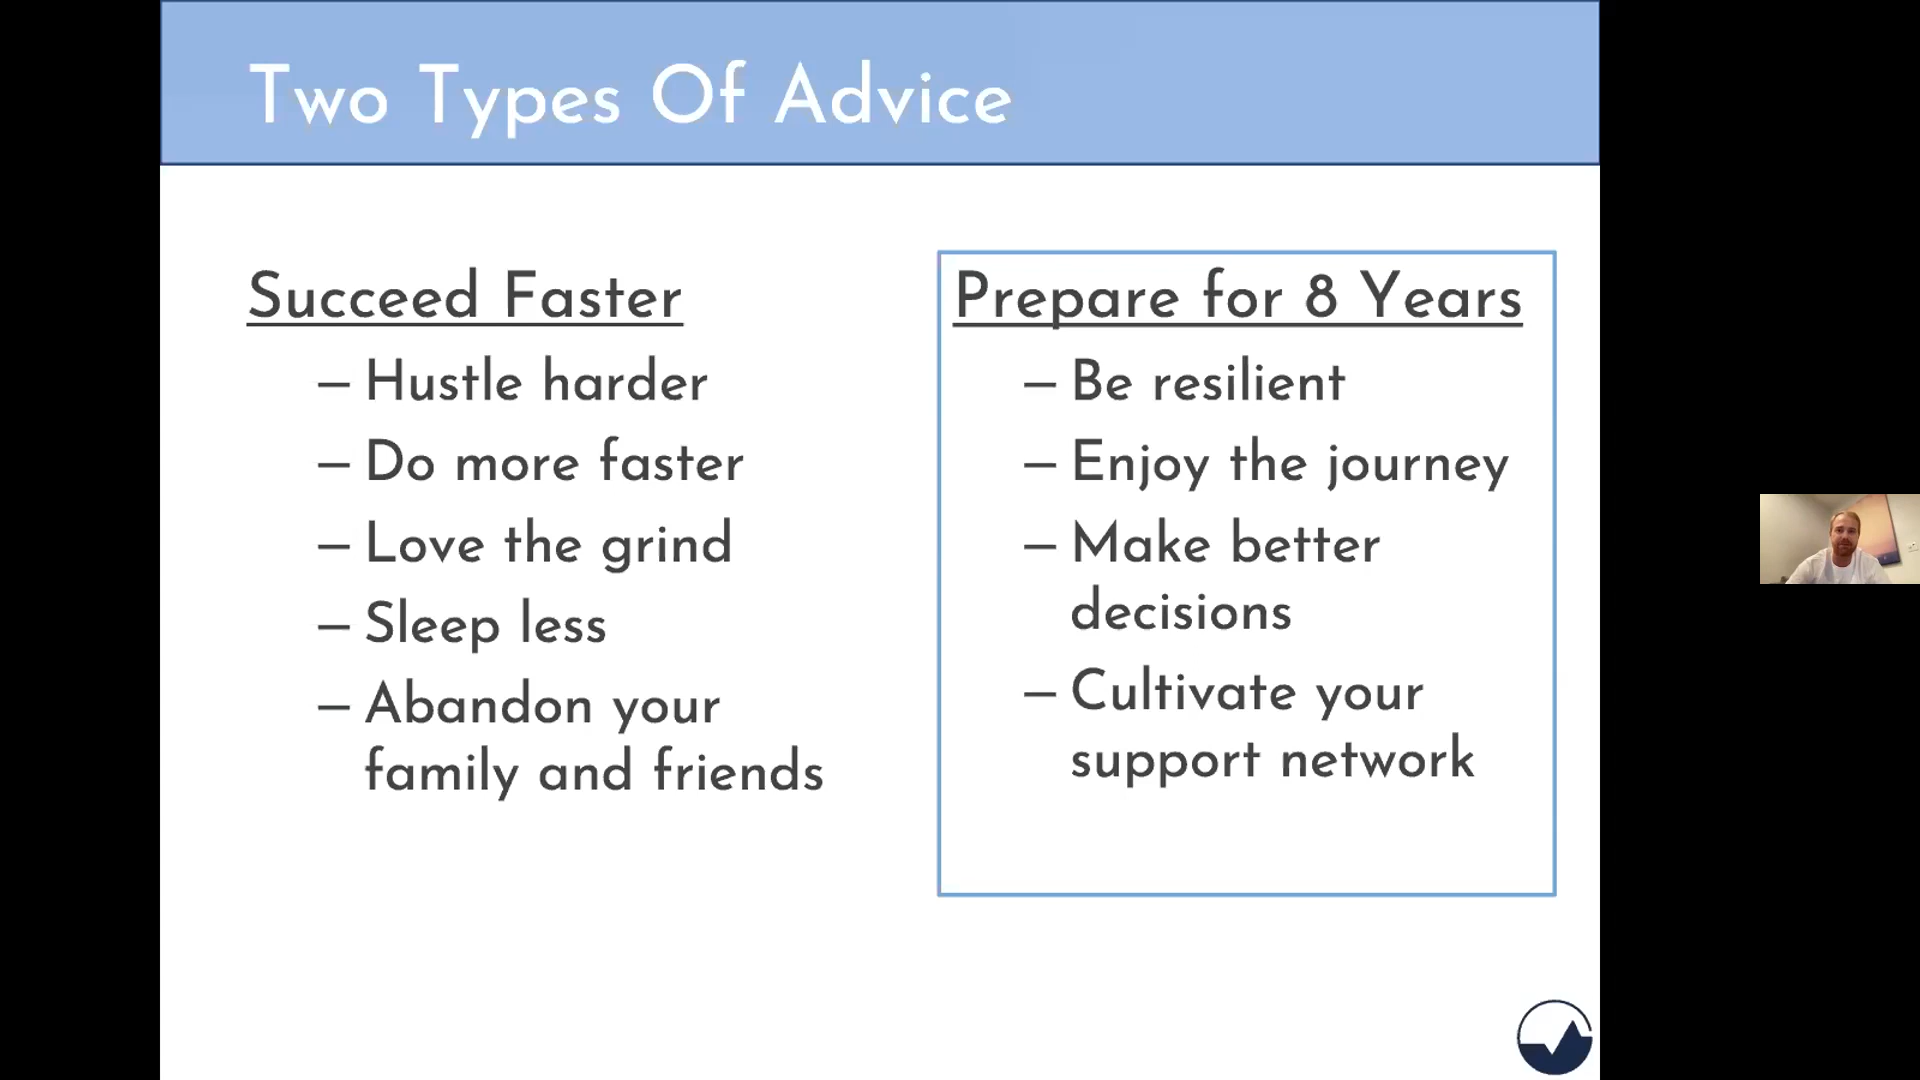 Two Types Of Advice
Succeed Faster
– Hustle harder
– Do more faster
– Love the grind
– Sleep less
– Abandon your
family and friends
Prepare for 8 Years
– Be resilient
– Enjoy the journey
– Make better
decisions
– Cultivate your
support network